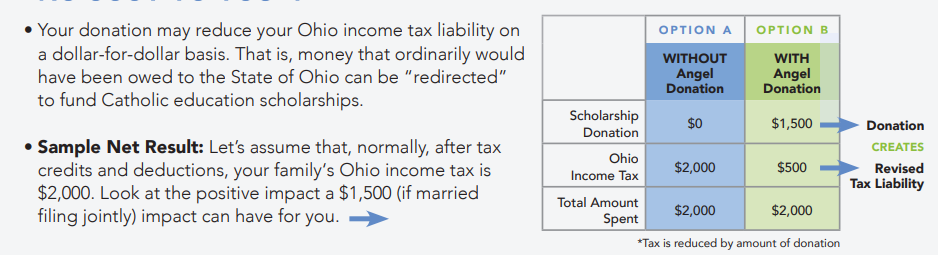 • Your donation may reduce your Ohio income tax liability on
a dollar-for-dollar basis. That is, money that ordinarily would
have been owed to the State of Ohio can be “redirected”
to fund Catholic education scholarships.
• Sample Net Result: Let’s assume that, normally, after tax
credits and deductions, your family’s Ohio income tax is
$2,000. Look at the positive impact a $1,500 (if married
filing jointly) impact can have for you.
OPTION A OPTION B
WITHOUT WITH
Angel Angel
Donation Donation
Scholarship
Donation $0 $1,500 Donation
CREATES
Ohio
Income Tax $2,000 $500 Revised
Tax Liability
Total Amount
Spent $2,000 $2,000
*Tax is reduced by amount of donation